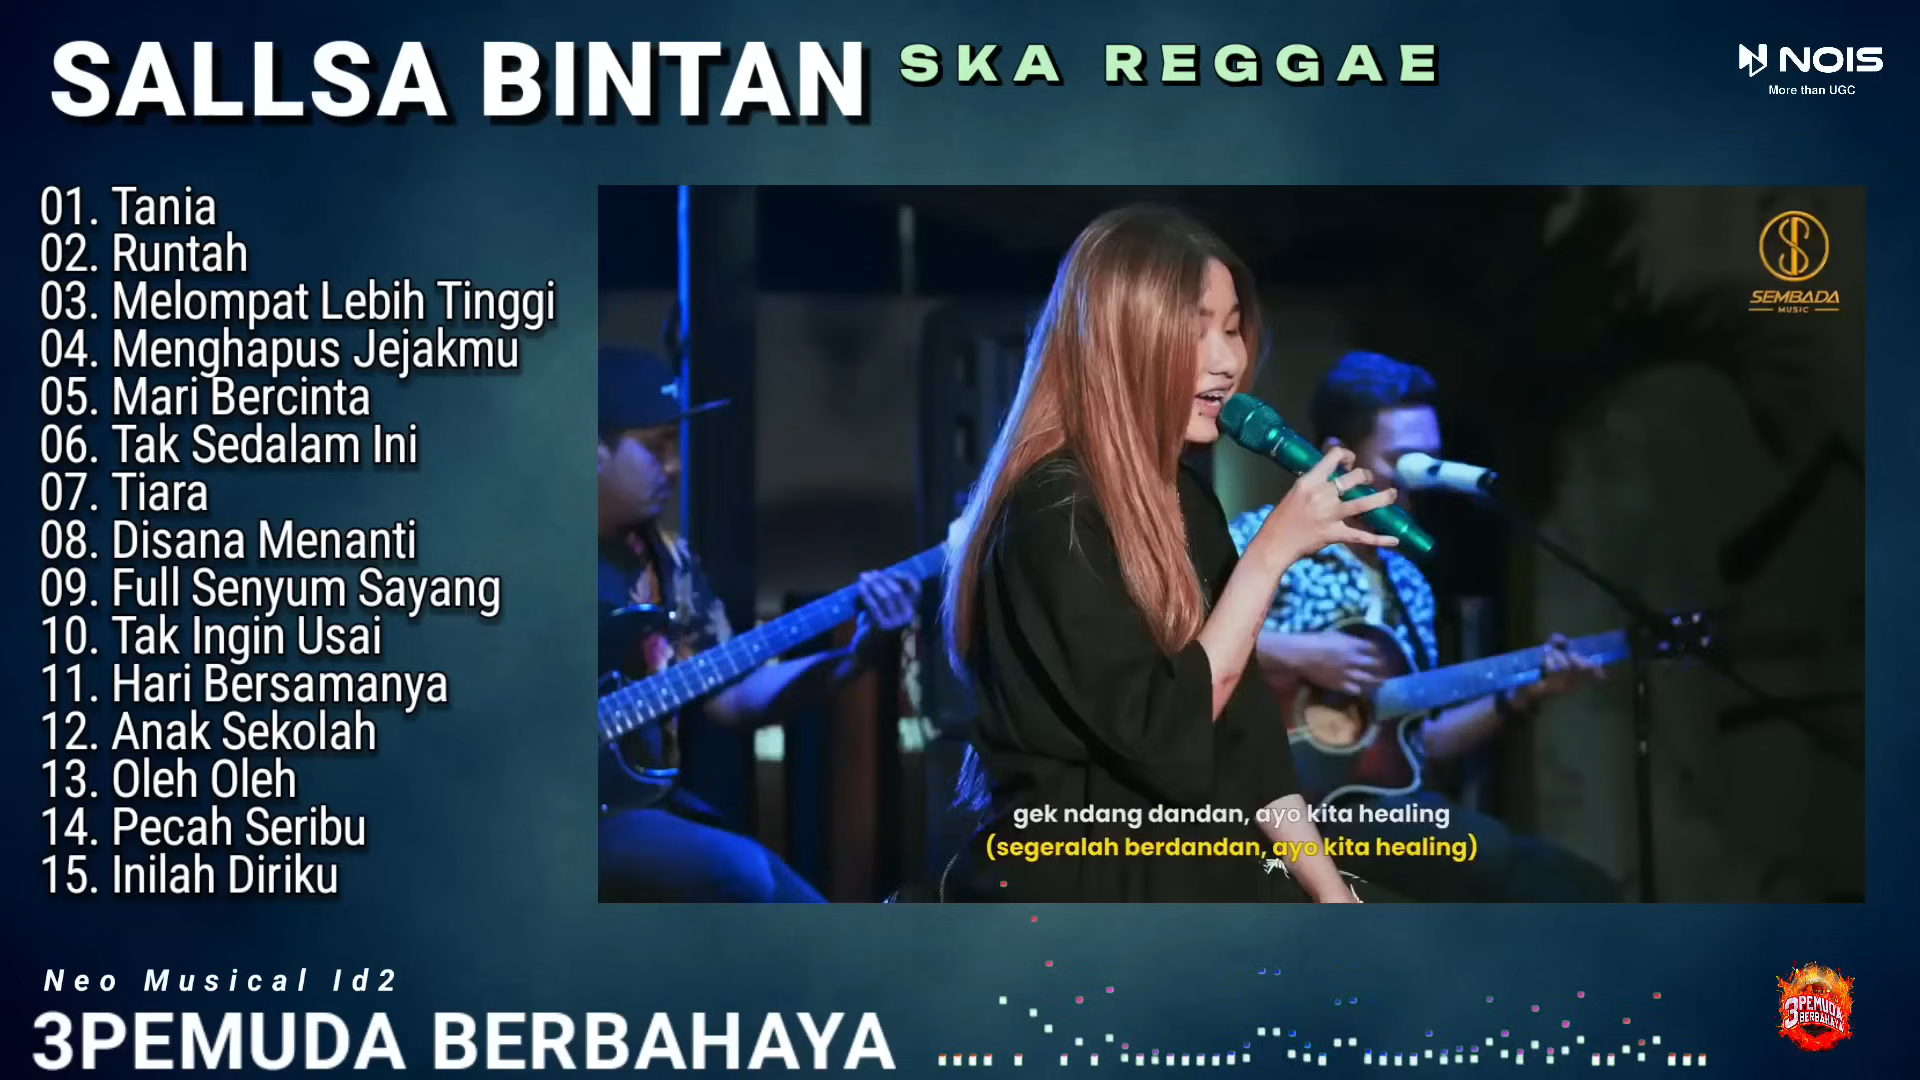 SALLSA BINTAN SKA REGGAE
NOIS
More than UGC
01. Tania
02. Runtah
03. Melompat Lebih Tinggi
04. Menghapus Jejakmu
05. Mari Bercinta
06. Tak Sedalam Ini
07. Tiara
08. Disana Menanti
09. Full Senyum Sayang
10. Tak Ingin Usai
11. Hari Bersamanya
12. Anak Sekolah
13. Oleh Oleh
14. Pecah Seribu
15. Inilah Diriku
SEMBADA
MUSIC
gek ndang dandan, ayo kita healing
(segeralah berdandan, ayo kita healing)
Neo Musical Id2
3PEMUDA BERBAHAYA
3PEMUDA
BERBAHAYA